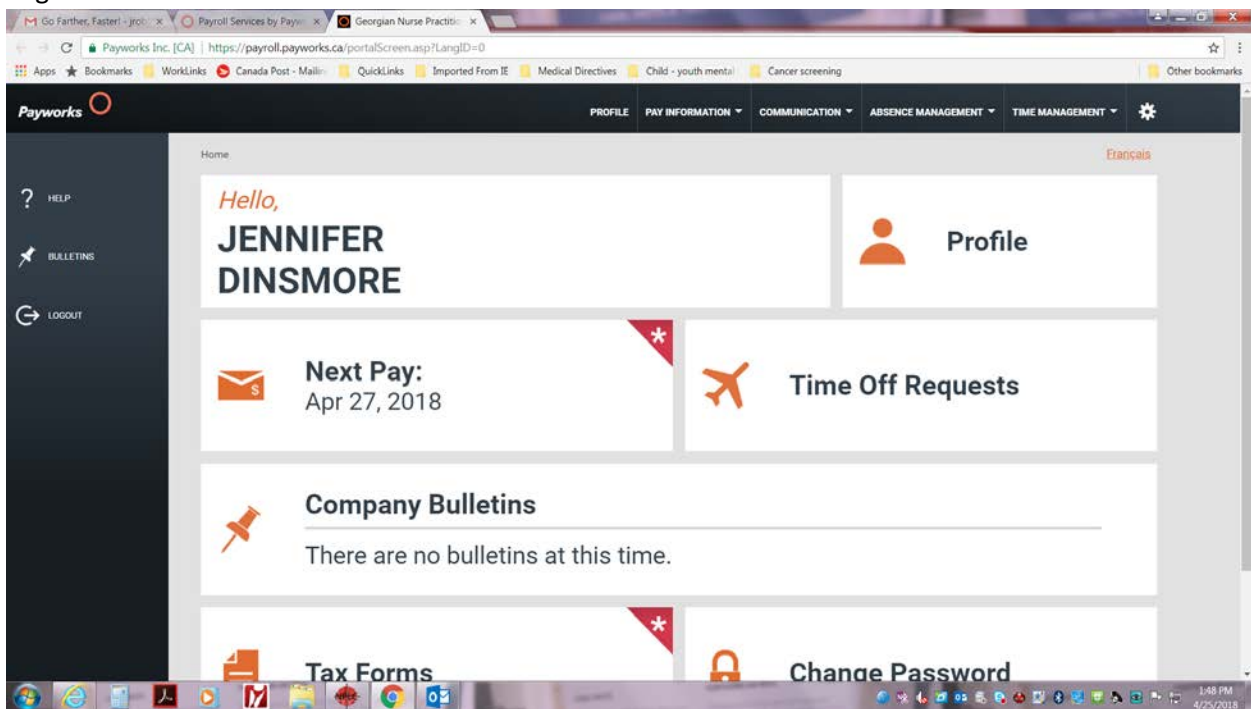 Go Farther, Faster! - jrob
Payroll Services by Payw
Georgian Nurse Practitio
Payworks Inc. [CA] | https://payroll.payworks.ca/portalScreen.asp?LangID=0
Apps Bookmarks WorkLinks Canada Post - Mailin QuickLinks Imported From IE Medical Directives Child - youth mental Cancer screening Other bookmarks
Payworks PROFILE PAY INFORMATION COMMUNICATION ABSENCE MANAGEMENT TIME MANAGEMENT
Home Français
? HELP
BULLETINS
LOGOUT
Hello,
JENNIFER
DINSMORE
Profile
*
Next Pay:
Apr 27, 2018
$
Time Off Requests
Company Bulletins
There are no bulletins at this time.
*
Tax Forms
Change Password
1:48 PM
4/25/2018